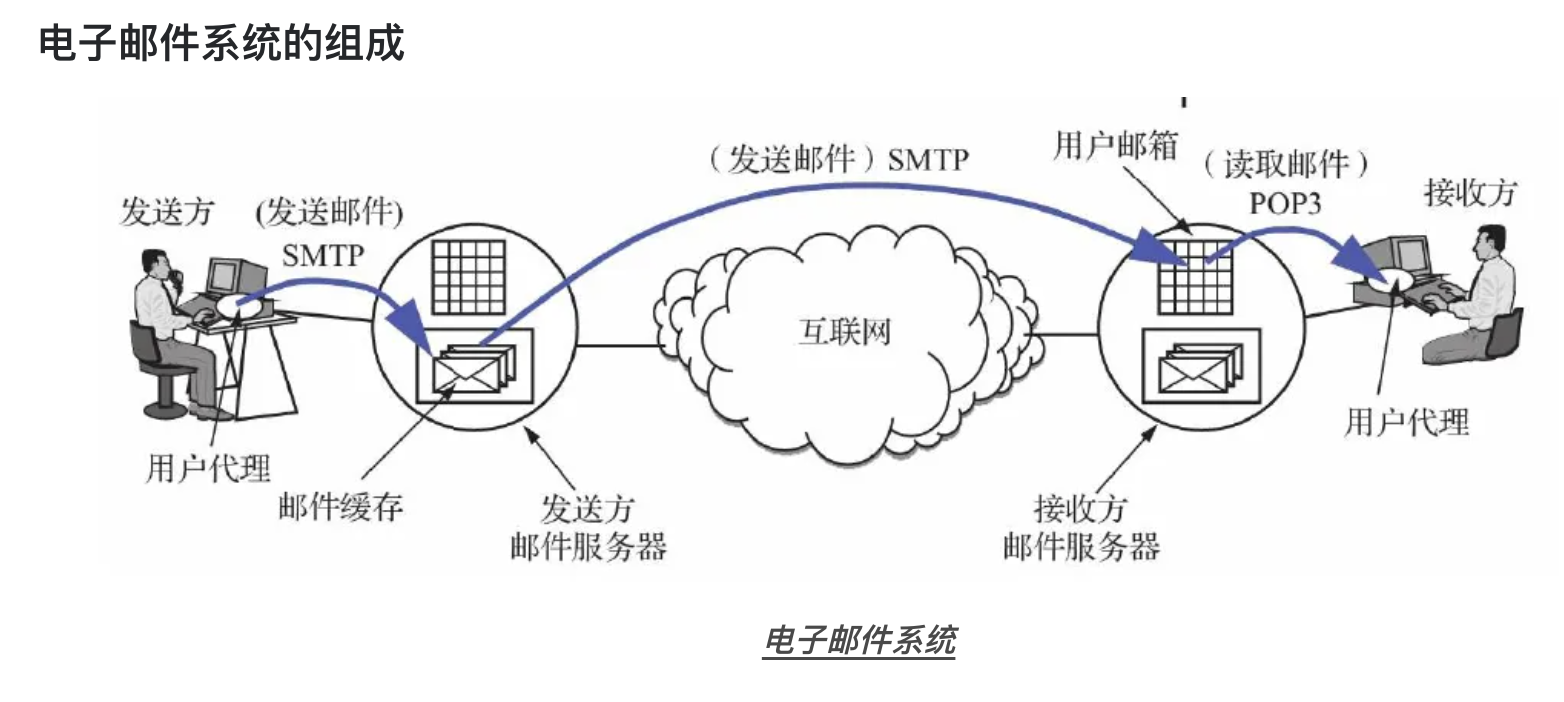 电子邮件系统的组成
（发送邮件）SMTP
用户邮箱
（读取邮件）
POP3
接收方
发送方
(发送邮件)
SMTP
互联网
用户代理
邮件缓存
发送方
邮件服务器
接收方
邮件服务器
用户代理
电子邮件系统